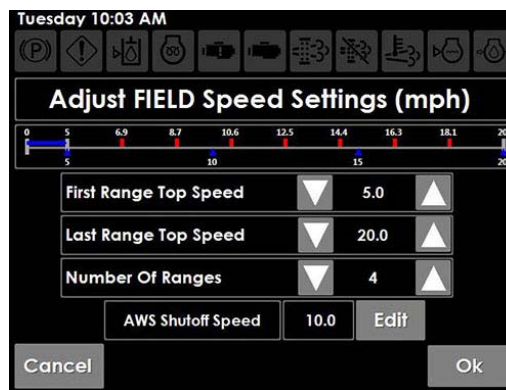 Tuesday 10:03 AM
(P)
Adjust FIELD Speed Settings (mph)
0 5 6.9 8.7 10.6 12.5 14.4 16.3 18.1 20
5 10 15 20
First Range Top Speed 5.0
Last Range Top Speed 20.0
Number Of Ranges 4
AWS Shutoff Speed 10.0 Edit
Cancel Ok